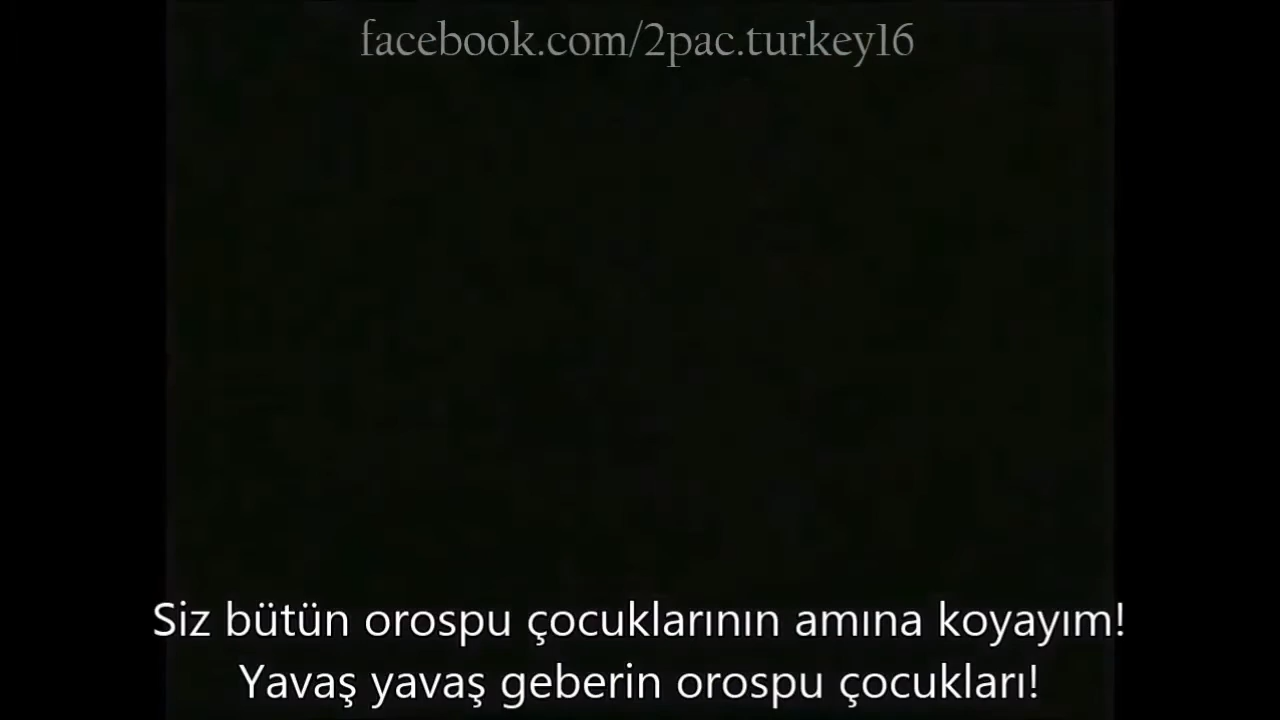 facebook.com/2pac.turkey16
Siz bütün orospu çocuklarının amına koyayım!
Yavaş yavaş geberin orospu çocukları!